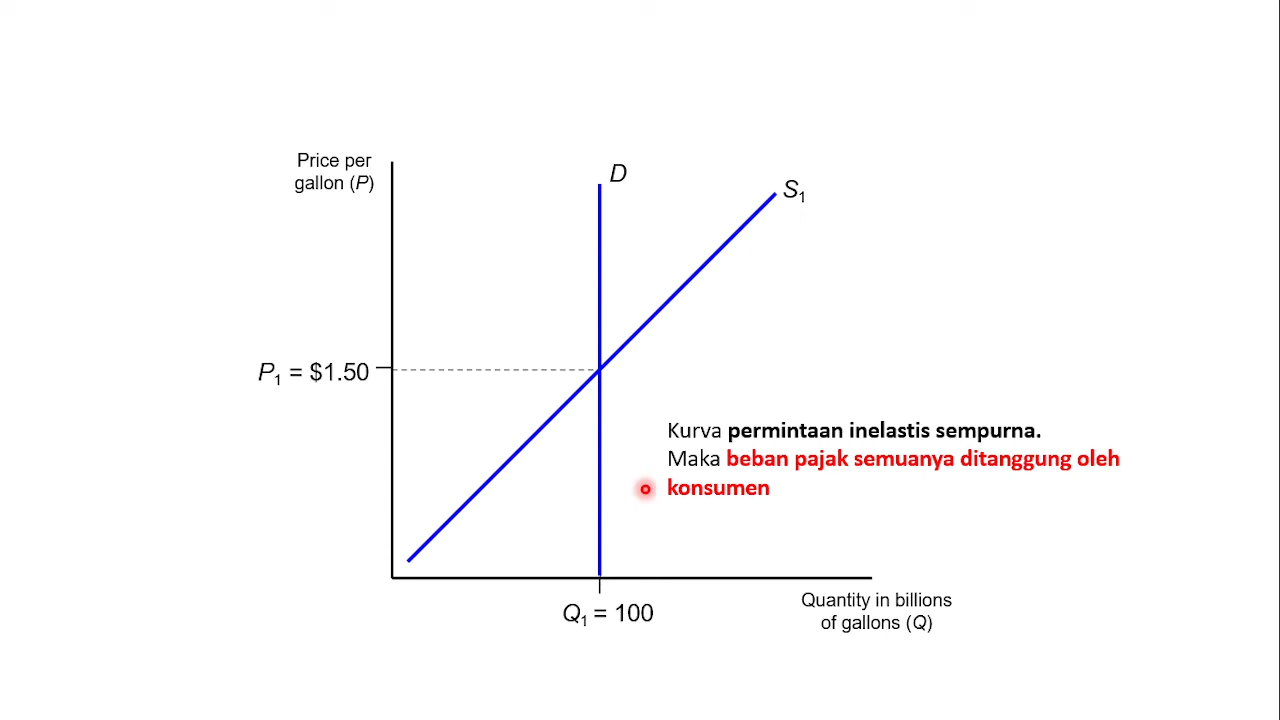 Price per
gallon (P)
D
S1
P1 = $1.50
Kurva permintaan inelastis sempurna.
Maka beban pajak semuanya ditanggung oleh
konsumen
Q1 = 100
Quantity in billions
of gallons (Q)